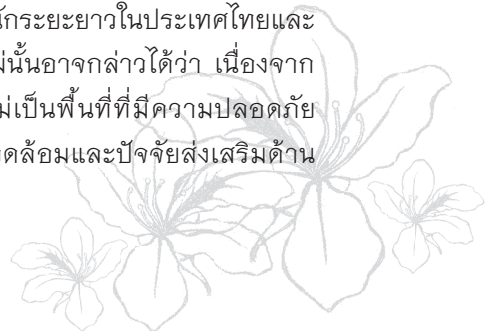 นักระยะยาวในประเทศไทยและ
ม่นั้นอาจกล่าวได้ว่า เนื่องจาก
ม่เป็นพื้นที่ที่มีความปลอดภัย
ดล้อมและปัจจัยส่งเสริมด้าน